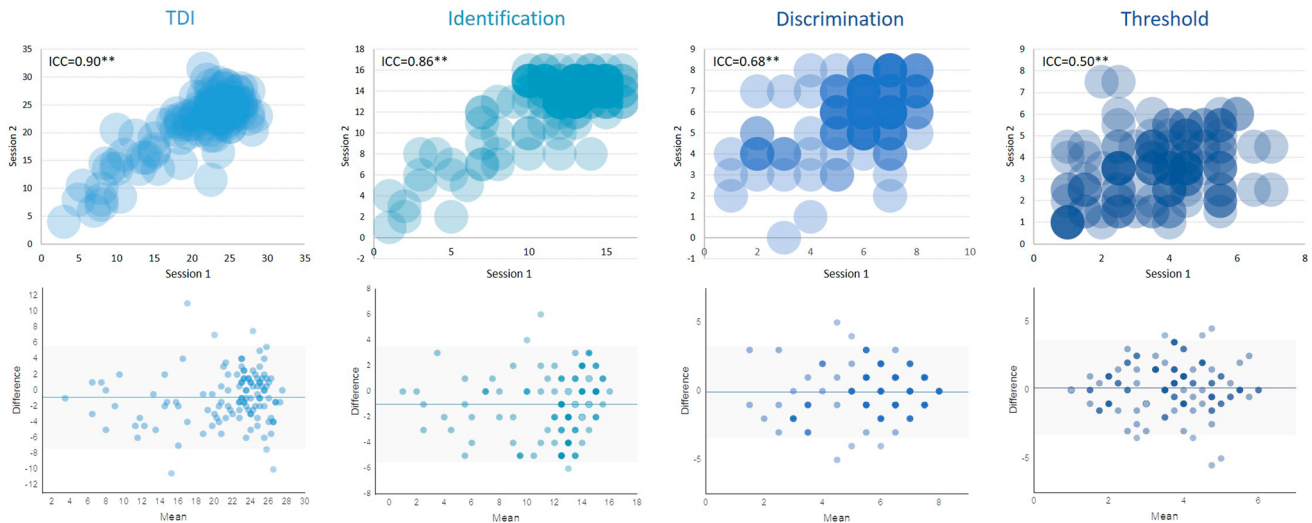 TDI
ICC=0.90**
Session 2
35
30
25
20
15
10
5
0
0 5 10 15 20 25 30 35
Session 1
Identification
ICC=0.86**
Session 2
18
16
14
12
10
8
6
4
2
0
-2
0 5 10 15
Session 1
Discrimination
ICC=0.68**
Session 2
9
8
7
6
5
4
3
2
1
0
-1
0 2 4 6 8 10
Session 1
Threshold
ICC=0.50**
Session 2
9
8
7
6
5
4
3
2
1
0
0 2 4 6 8
Session 1
Difference
12
10
8
6
4
2
0
-2
-4
-6
-8
-10
-12
0 2 4 6 8 10 12 14 16 18 20 22 24 26 28 30
Mean
Difference
8
6
4
2
0
-2
-4
-6
-8
0 2 4 6 8 10 12 14 16 18
Mean
Difference
5
0
-5
0 2 4 6 8
Mean
Difference
5
0
-5
0 2 4 6
Mean